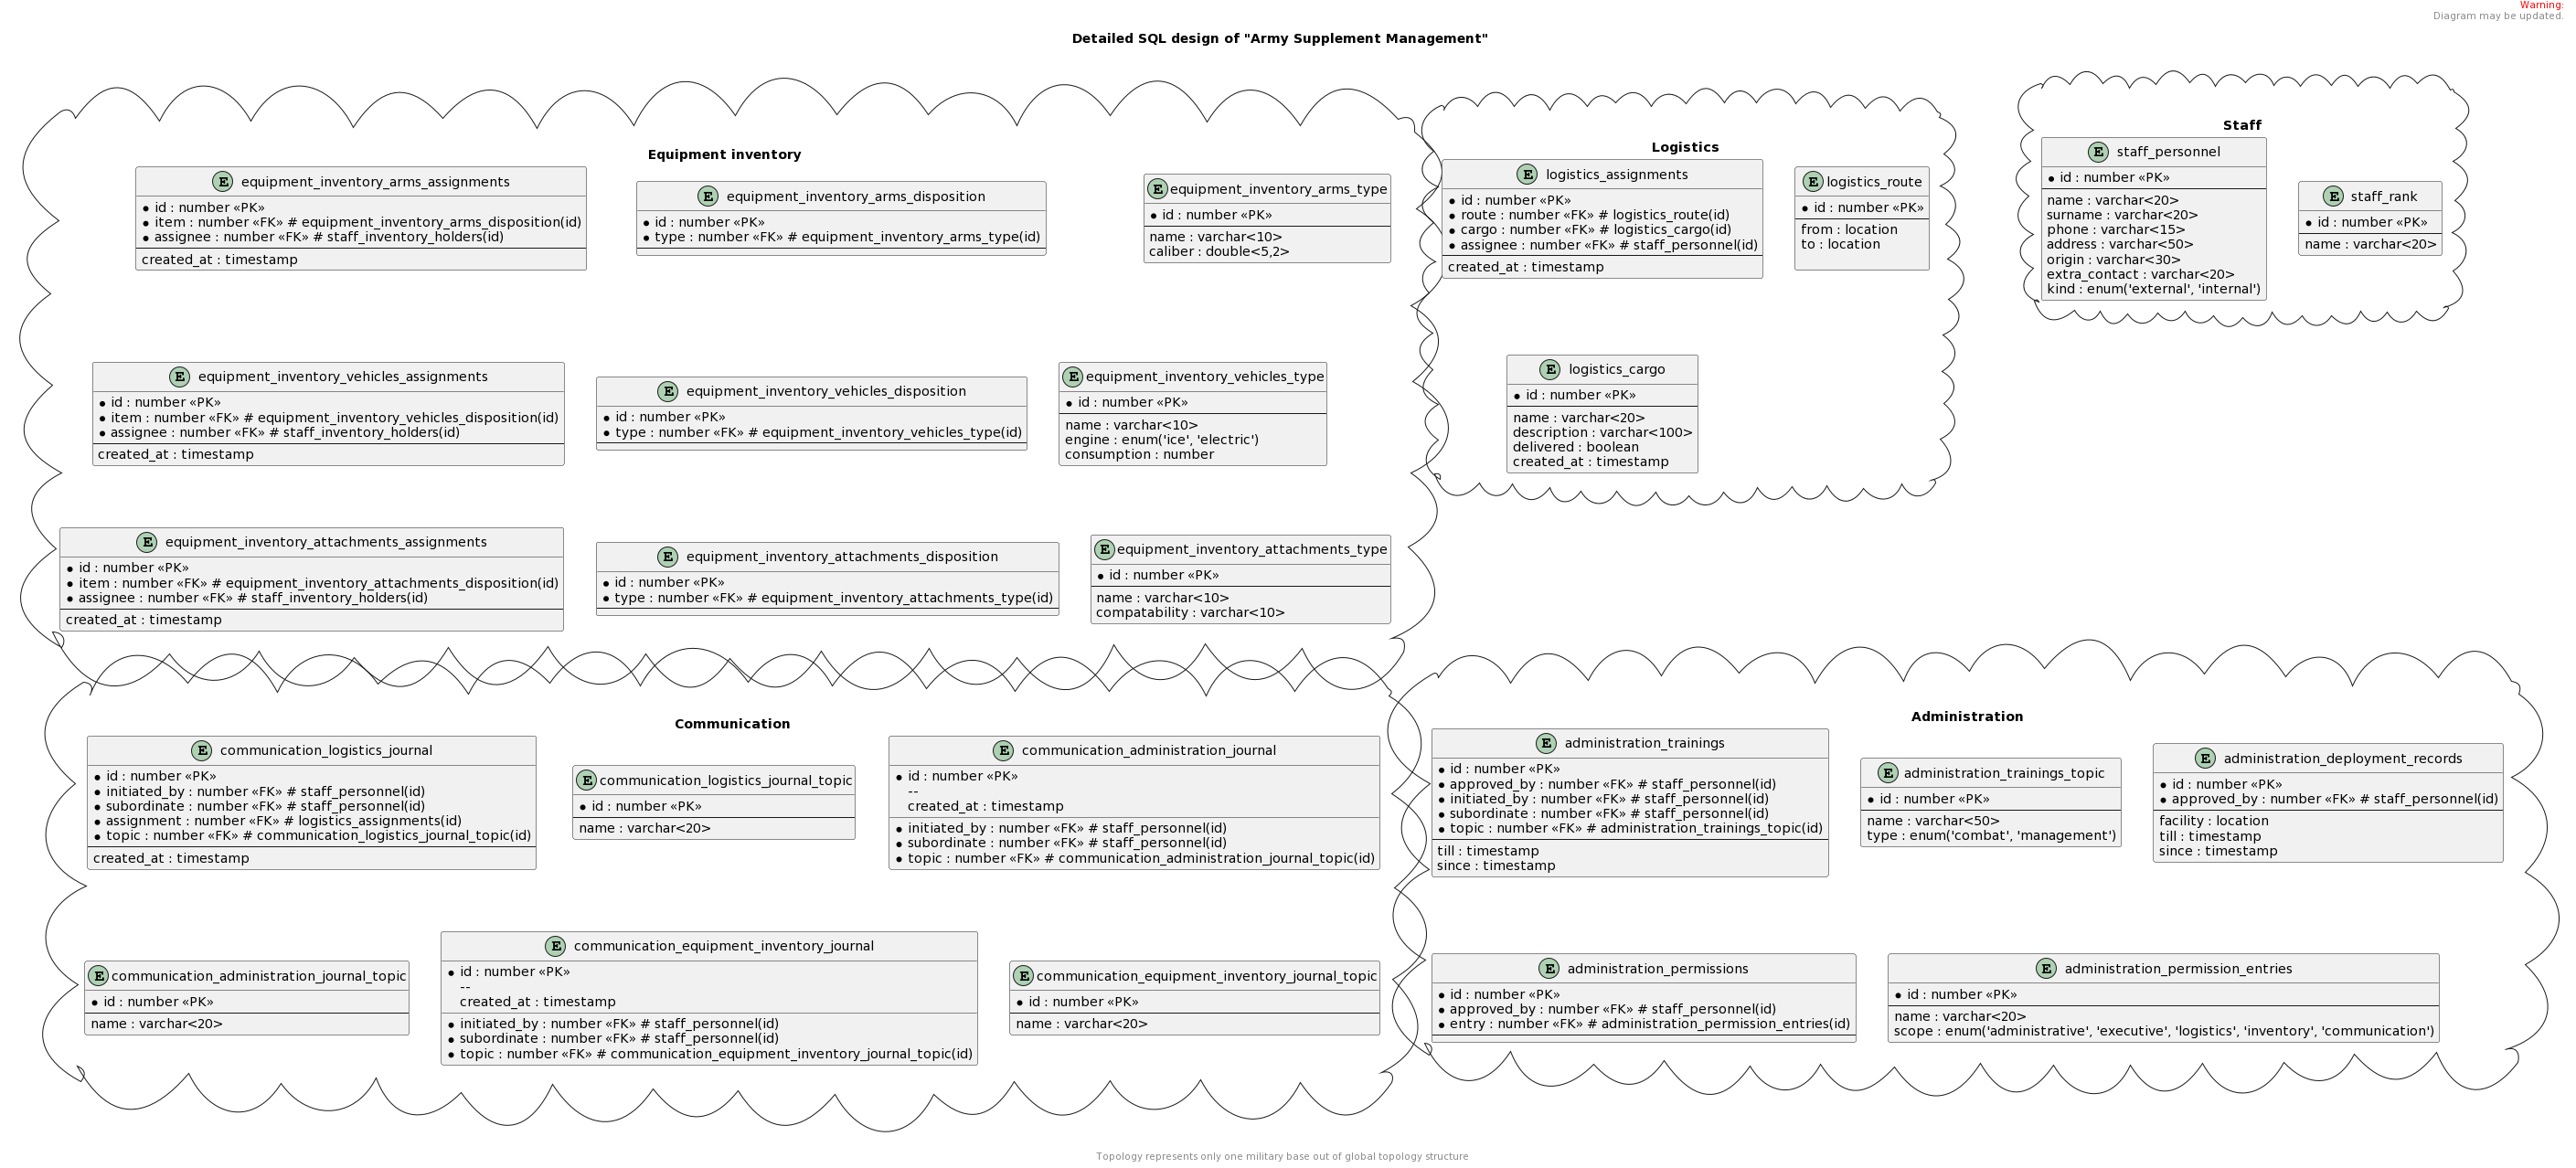 Warning:
Diagram may be updated.
Detailed SQL design of "Army Supplement Management"
Equipment inventory
E equipment_inventory_arms_assignments
id : number «PK»
item : number «FK» # equipment_inventory_arms_disposition(id)
assignee : number «FK» # staff_inventory_holders(id)
created_at : timestamp
E equipment_inventory_arms_disposition
id : number «PK»
type : number «FK» # equipment_inventory_arms_type(id)
E equipment_inventory_arms_type
id : number «PK»
name : varchar<10>
caliber : double<5,2>
E equipment_inventory_vehicles_assignments
id : number «PK»
item : number «FK» # equipment_inventory_vehicles_disposition(id)
assignee : number «FK» # staff_inventory_holders(id)
created_at : timestamp
E equipment_inventory_vehicles_disposition
id : number «PK»
type : number «FK» # equipment_inventory_vehicles_type(id)
E equipment_inventory_vehicles_type
id : number «PK»
name : varchar<10>
engine : enum('ice', 'electric')
consumption : number
E equipment_inventory_attachments_assignments
id : number «PK»
item : number «FK» # equipment_inventory_attachments_disposition(id)
assignee : number «FK» # staff_inventory_holders(id)
created_at : timestamp
E equipment_inventory_attachments_disposition
id : number «PK»
type : number «FK» # equipment_inventory_attachments_type(id)
E equipment_inventory_attachments_type
id : number «PK»
name : varchar<10>
compatability : varchar<10>
Logistics
E logistics_assignments
id : number «PK»
route : number «FK» # logistics_route(id)
cargo : number «FK» # logistics_cargo(id)
assignee : number «FK» # staff_personnel(id)
created_at : timestamp
E logistics_route
id : number «PK»
from : location
to : location
E logistics_cargo
id : number «PK»
name : varchar<20>
description : varchar<100>
delivered : boolean
created_at : timestamp
Staff
E staff_personnel
id : number «PK»
name : varchar<20>
surname : varchar<20>
phone : varchar<15>
address : varchar<50>
origin : varchar<30>
extra_contact : varchar<20>
kind : enum('external', 'internal')
E staff_rank
id : number «PK»
name : varchar<20>
Communication
E communication_logistics_journal
id : number «PK»
initiated_by : number «FK» # staff_personnel(id)
subordinate : number «FK» # staff_personnel(id)
assignment : number «FK» # logistics_assignments(id)
topic : number «FK» # communication_logistics_journal_topic(id)
created_at : timestamp
E communication_logistics_journal_topic
id : number «PK»
name : varchar<20>
E communication_administration_journal
id : number «PK»
--
created_at : timestamp
initiated_by : number «FK» # staff_personnel(id)
subordinate : number «FK» # staff_personnel(id)
topic : number «FK» # communication_administration_journal_topic(id)
E communication_administration_journal_topic
id : number «PK»
name : varchar<20>
E communication_equipment_inventory_journal
id : number «PK»
--
created_at : timestamp
initiated_by : number «FK» # staff_personnel(id)
subordinate : number «FK» # staff_personnel(id)
topic : number «FK» # communication_equipment_inventory_journal_topic(id)
E communication_equipment_inventory_journal_topic
id : number «PK»
name : varchar<20>
Administration
E administration_trainings
id : number «PK»
approved_by : number «FK» # staff_personnel(id)
initiated_by : number «FK» # staff_personnel(id)
subordinate : number «FK» # staff_personnel(id)
topic : number «FK» # administration_trainings_topic(id)
till : timestamp
since : timestamp
E administration_trainings_topic
id : number «PK»
name : varchar<50>
type : enum('combat', 'management')
E administration_deployment_records
id : number «PK»
approved_by : number «FK» # staff_personnel(id)
facility : location
till : timestamp
since : timestamp
E administration_permissions
id : number «PK»
approved_by : number «FK» # staff_personnel(id)
entry : number «FK» # administration_permission_entries(id)
E administration_permission_entries
id : number «PK»
name : varchar<20>
scope : enum('administrative', 'executive', 'logistics', 'inventory', 'communication')
Topology represents only one military base out of global topology structure